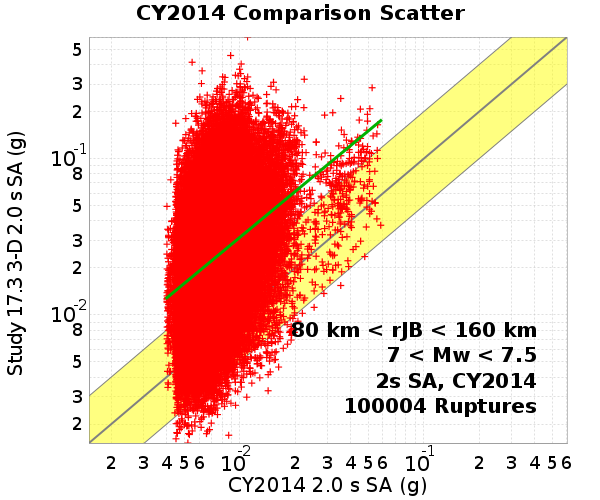 CY2014 Comparison Scatter
5
3
2
10^-1
8
5
3
2
10^-2
8
5
3
2
Study 17.3 3-D 2.0 s SA (g)
80 km < rJB < 160 km
7 < Mw < 7.5
2s SA, CY2014
100004 Ruptures
2 3 4 5 6 10^-2 2 3 4 5 6 10^-1 2 3 4 5 6
CY2014 2.0 s SA (g)